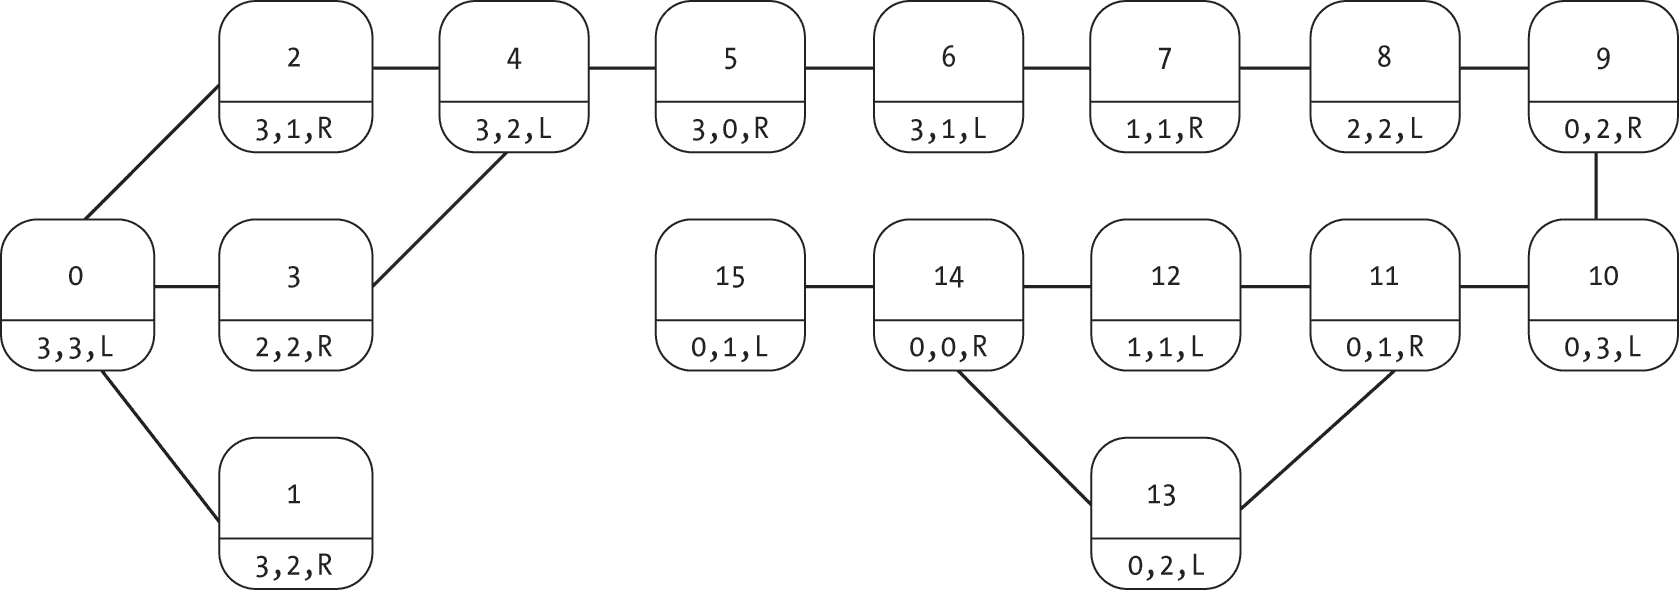 2 4 5 6 7 8 9
3,1,R 3,2,L 3,0,R 3,1,L 1,1,R 2,2,L 0,2,R
0 3 15 14 12 11 10
3,3,L 2,2,R 0,1,L 0,0,R 1,1,L 0,1,R 0,3,L
1 13
3,2,R 0,2,L